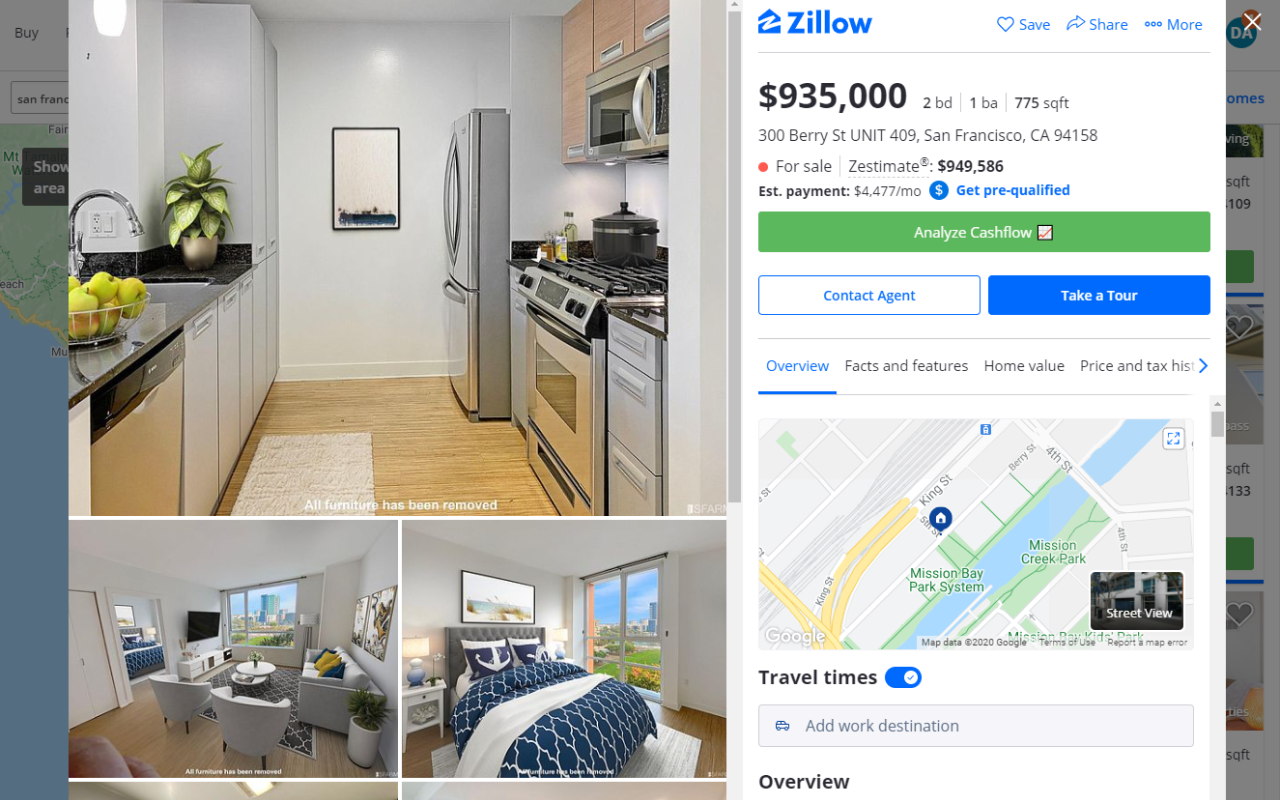 Buy
san franc
Fair
Mt
Show
area
each
Mu
All furniture has been removed
All furniture has been removed
All furniture has been removed
Zillow
Save
Share
More
DA
$935,000 2 bd 1 ba 775 sqft
300 Berry St UNIT 409, San Francisco, CA 94158
For sale Zestimate®: $949,586
Est. payment: $4,477/mo $ Get pre-qualified
Analyze Cashflow
Contact Agent
Take a Tour
Overview Facts and features Home value Price and tax hist
4th St
Berry St
King St
5th St
4th St
King St
Mission
Creek Park
Mission Bay
Park System
Mission Bay Kids' Park
Street View
Google
Map data ©2020 Google Terms of Use Report a map error
Travel times
Add work destination
Overview
omes
ving
sqft
109
ass
sqft
133
sqft